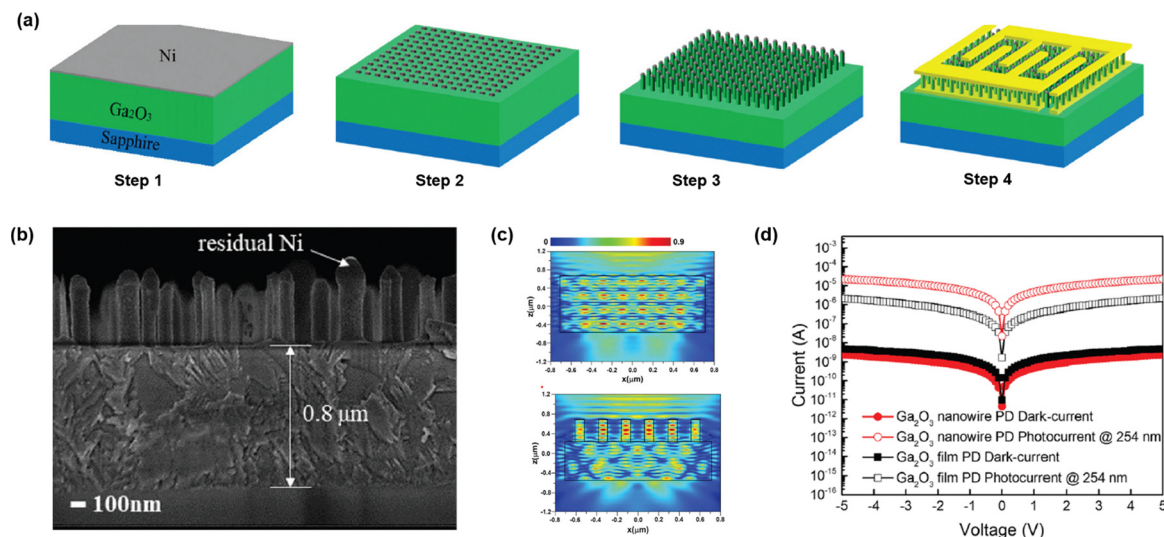 (a)
Ni
Ga₂O₃
Sapphire
Step 1
Step 2
Step 3
Step 4
(b)
residual Ni
0.8 μm
100nm
(c)
0
0.9
1.2
0.8
0.4
0.0
-0.4
-0.8
-1.2
z(μm)
-0.8 -0.6 -0.4 -0.2 0.0 0.2 0.4 0.6 0.8
x(μm)
1.2
0.8
0.4
0.0
-0.4
-0.8
-1.2
z(μm)
-0.8 -0.6 -0.4 -0.2 0.0 0.2 0.4 0.6 0.8
x(μm)
(d)
Current (A)
10⁻³
10⁻⁴
10⁻⁵
10⁻⁶
10⁻⁷
10⁻⁸
10⁻⁹
10⁻¹⁰
10⁻¹¹
10⁻¹²
10⁻¹³
10⁻¹⁴
10⁻¹⁵
10⁻¹⁶
Ga₂O₃ nanowire PD Dark-current
Ga₂O₃ nanowire PD Photocurrent @ 254 nm
Ga₂O₃ film PD Dark-current
Ga₂O₃ film PD Photocurrent @ 254 nm
-5 -4 -3 -2 -1 0 1 2 3 4 5
Voltage (V)